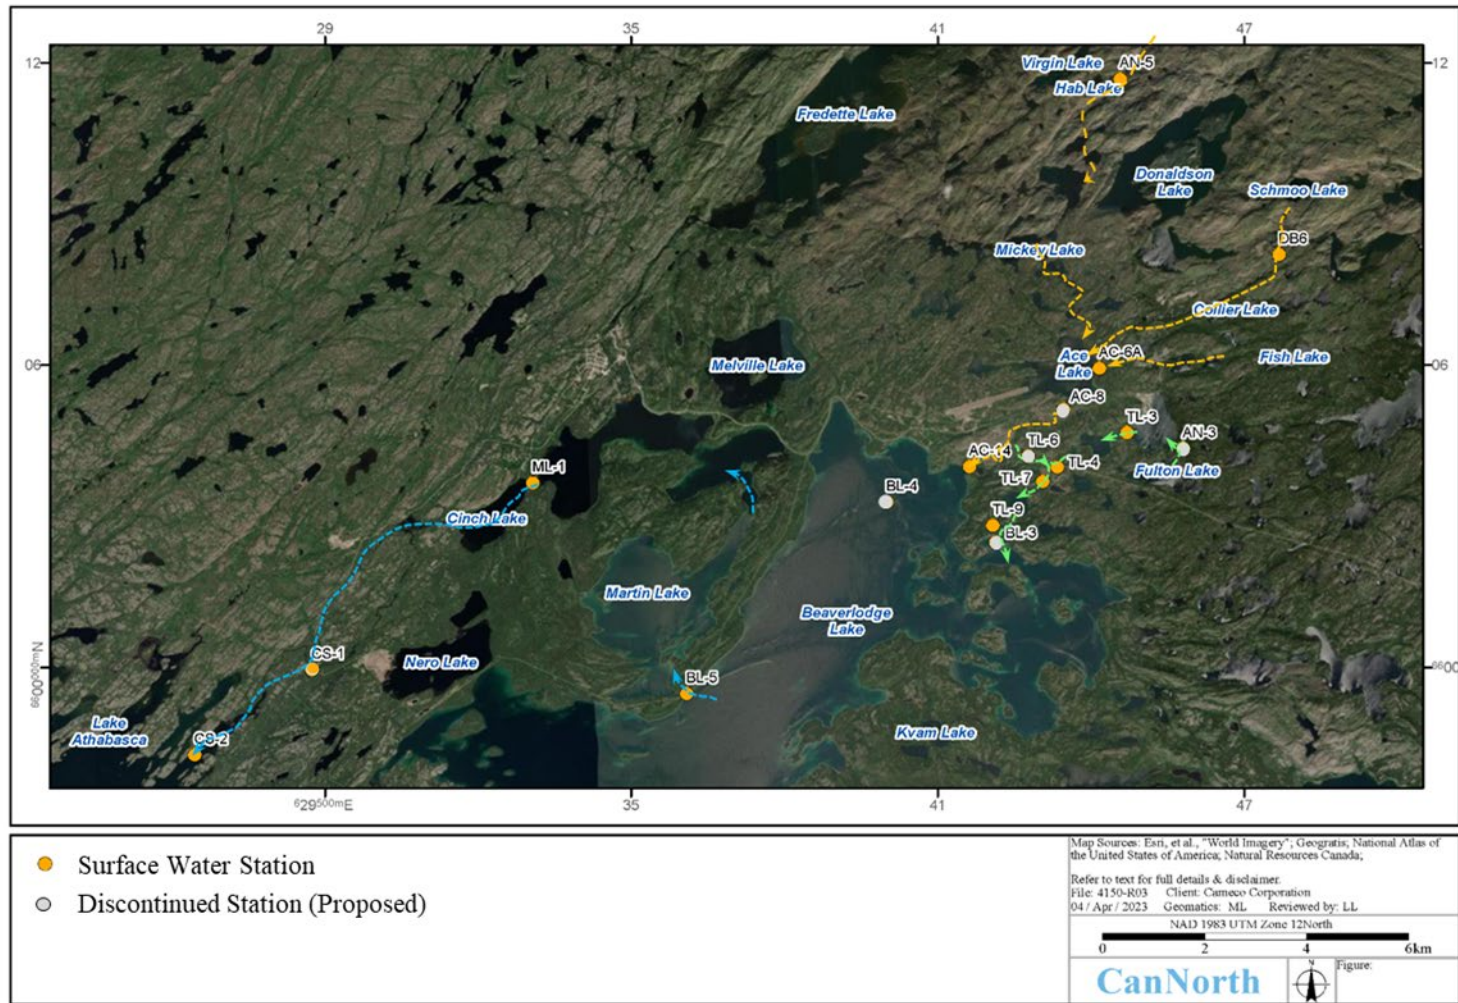 29 35 41 47
12 Virgin Lake AN-5 12
Hab Lake
Fredette Lake
Donaldson
Lake
Schmoo Lake
Mickey Lake DB6
Collier Lake
06 Melville Lake Ace
Lake AC-6A Fish Lake 06
AC-8
TL-3
AC-14 TL-6 TL-4 AN-3
Fulton Lake
ML-1 TL-7
BL-4
Cinch Lake TL-9
BL-3
Martin Lake
Beaverlodge
Lake
CS-1 Nero Lake
6600000mN 6600
BL-5
Lake
Athabasca CS-2 Kvam Lake
629500mE 35 41 47
Surface Water Station
Discontinued Station (Proposed)
Map Sources: Esri, et al., "World Imagery"; Geogratis; National Atlas of
the United States of America; Natural Resources Canada;
Refer to text for full details & disclaimer.
File: 4150-R03 Client: Cameco Corporation
04 / Apr / 2023 Geomatics: ML Reviewed by: LL
NAD 1983 UTM Zone 12North
0 2 4 6km
CanNorth N Figure: